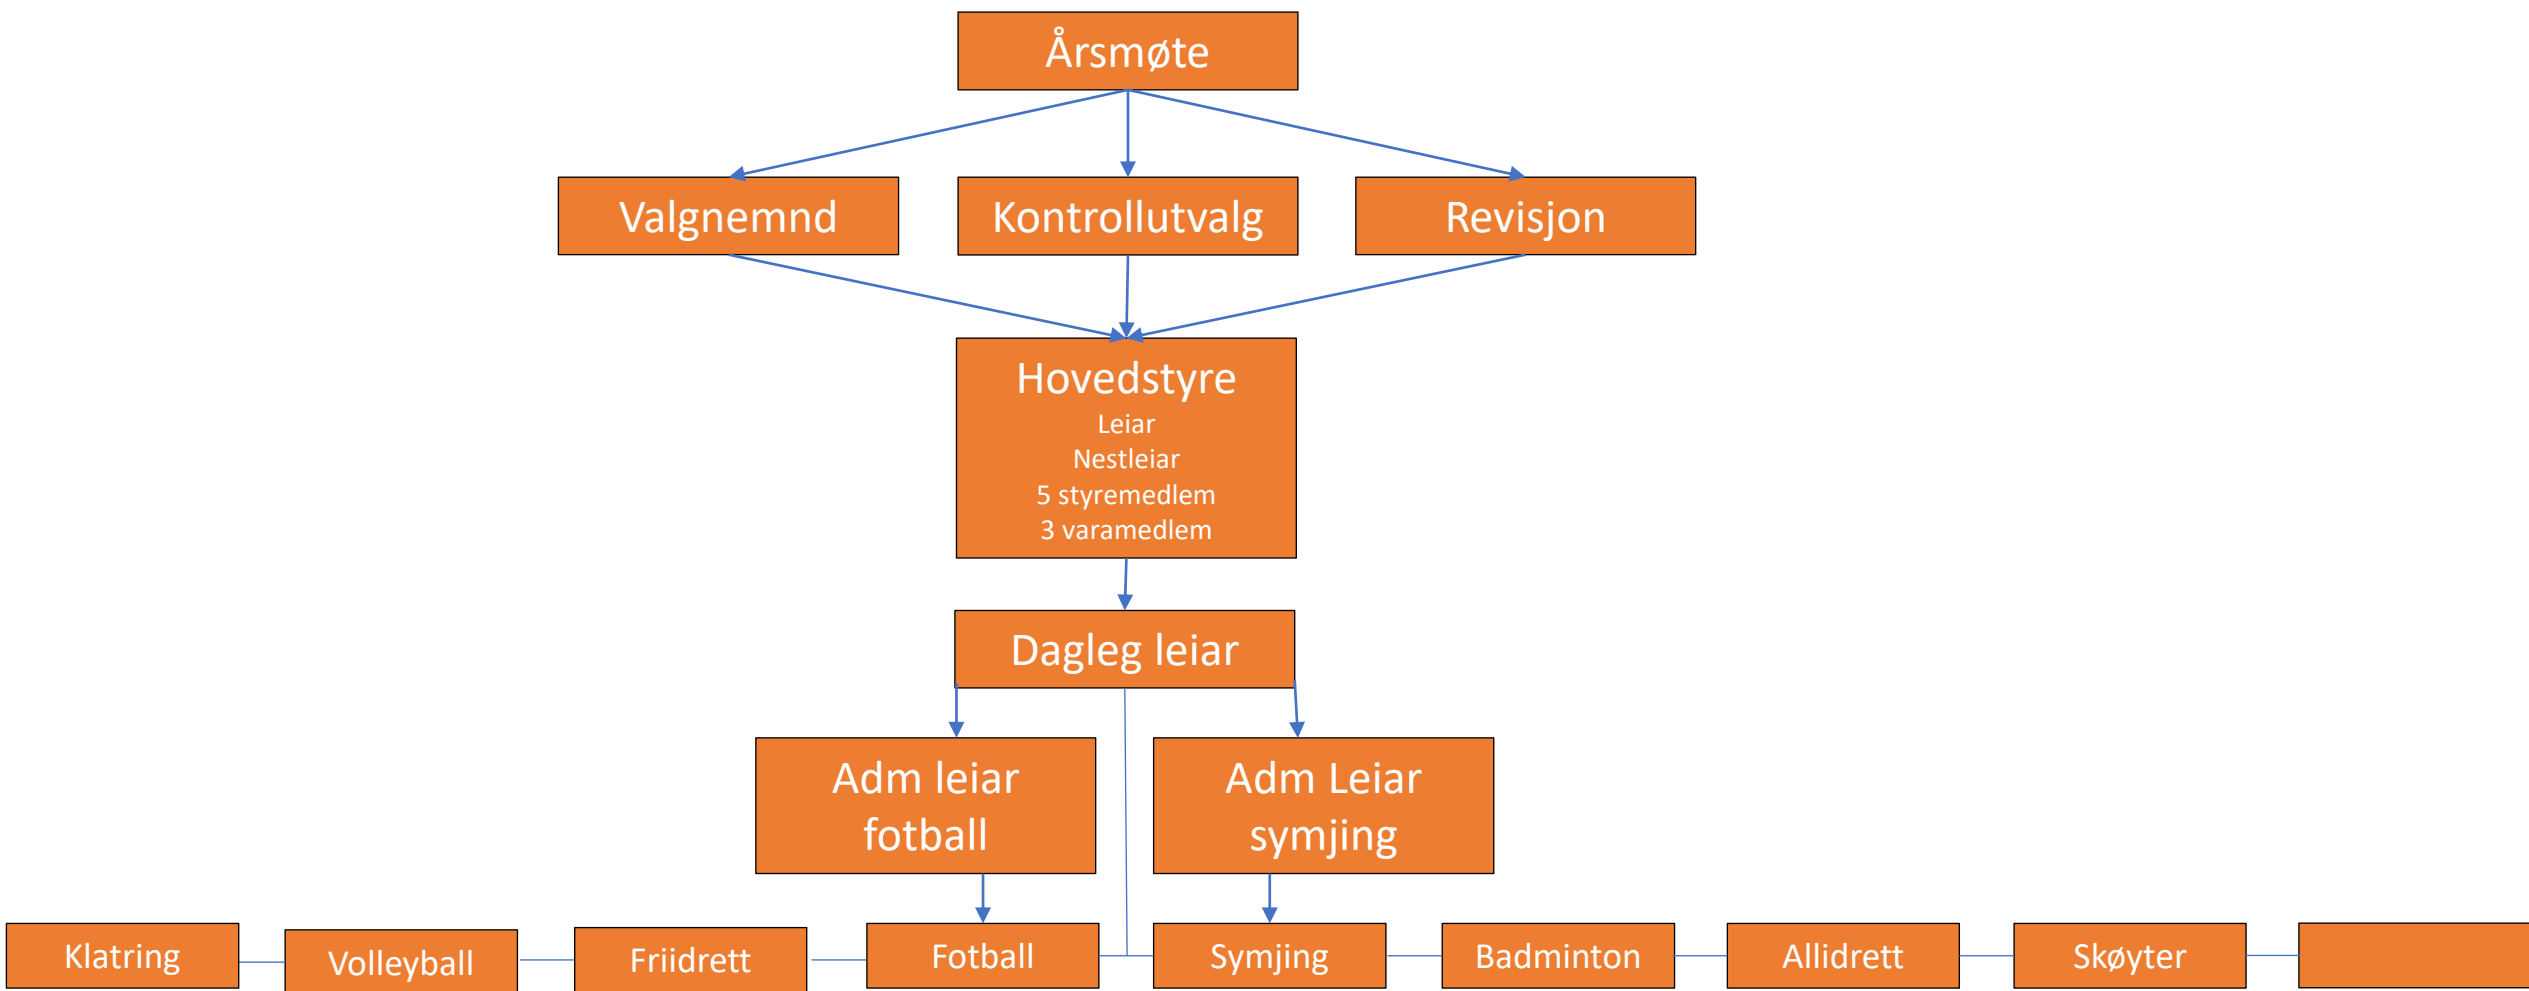 Årsmøte
Valgnemnd
Kontrollutvalg
Revisjon
Hovedstyre
Leiar
Nestleiar
5 styremedlem
3 varamedlem
Dagleg leiar
Adm leiar
fotball
Adm Leiar
symjing
Klatring
Volleyball
Friidrett
Fotball
Symjing
Badminton
Allidrett
Skøyter